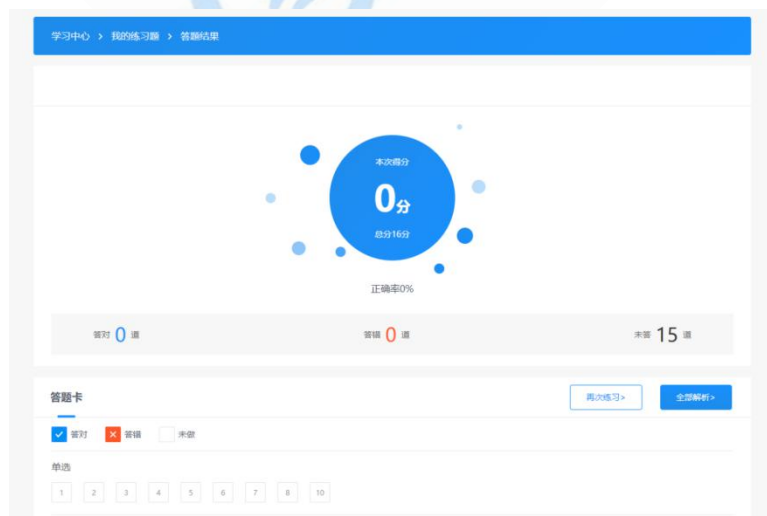 学习中心 > 我的练习题 > 答题结果
本次得分
0分
总分16分
正确率0%
答对 0 道
答错 0 道
未答 15 道
答题卡
再次练习>
全部解析>
答对 答错 未做
单选
1 2 3 4 5 6 7 8 10